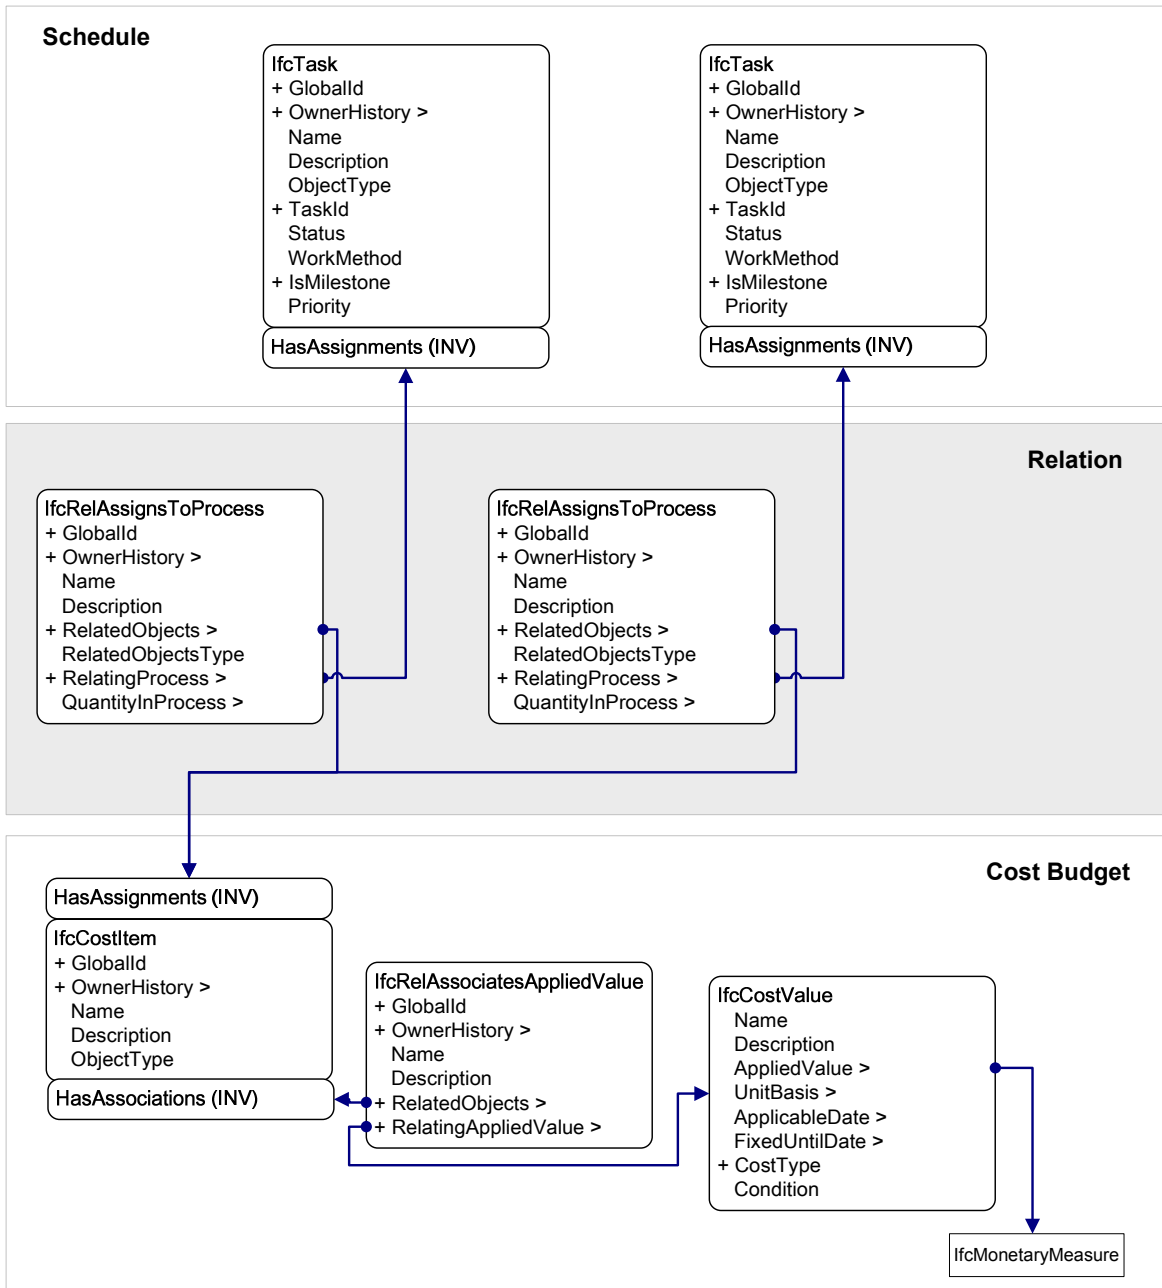 Schedule
IfcTask
+ GlobalId
+ OwnerHistory >
Name
Description
ObjectType
+ TaskId
Status
WorkMethod
+ IsMilestone
Priority
HasAssignments (INV)
IfcTask
+ GlobalId
+ OwnerHistory >
Name
Description
ObjectType
+ TaskId
Status
WorkMethod
+ IsMilestone
Priority
HasAssignments (INV)
Relation
IfcRelAssignsToProcess
+ GlobalId
+ OwnerHistory >
Name
Description
+ RelatedObjects >
RelatedObjectsType
+ RelatingProcess >
QuantityInProcess >
IfcRelAssignsToProcess
+ GlobalId
+ OwnerHistory >
Name
Description
+ RelatedObjects >
RelatedObjectsType
+ RelatingProcess >
QuantityInProcess >
Cost Budget
HasAssignments (INV)
IfcCostItem
+ GlobalId
+ OwnerHistory >
Name
Description
ObjectType
HasAssociations (INV)
IfcRelAssociatesAppliedValue
+ GlobalId
+ OwnerHistory >
Name
Description
+ RelatedObjects >
+ RelatingAppliedValue >
IfcCostValue
Name
Description
AppliedValue >
UnitBasis >
ApplicableDate >
FixedUntilDate >
+ CostType
Condition
IfcMonetaryMeasure